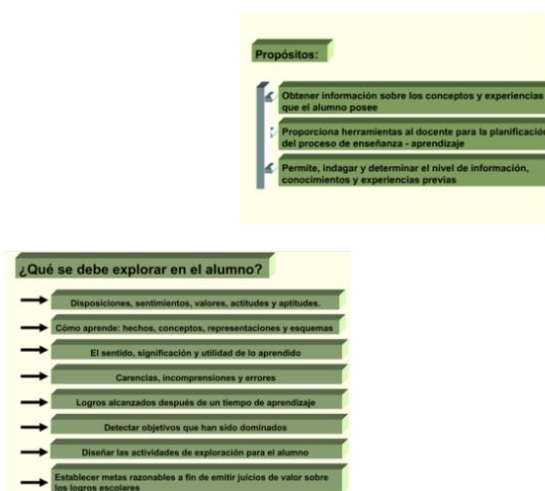 Propósitos:
Obtener información sobre los conceptos y experiencias
que el alumno posee
Proporciona herramientas al docente para la planificación
del proceso de enseñanza - aprendizaje
Permite, indagar y determinar el nivel de información,
conocimientos y experiencias previas
¿Qué se debe explorar en el alumno?
Disposiciones, sentimientos, valores, actitudes y aptitudes.
Cómo aprende: hechos, conceptos, representaciones y esquemas
El sentido, significación y utilidad de lo aprendido
Carencias, incomprensiones y errores
Logros alcanzados después de un tiempo de aprendizaje
Detectar objetivos que han sido dominados
Diseñar las actividades de exploración para el alumno
Establecer metas razonables a fin de emitir juicios de valor sobre
los logros escolares